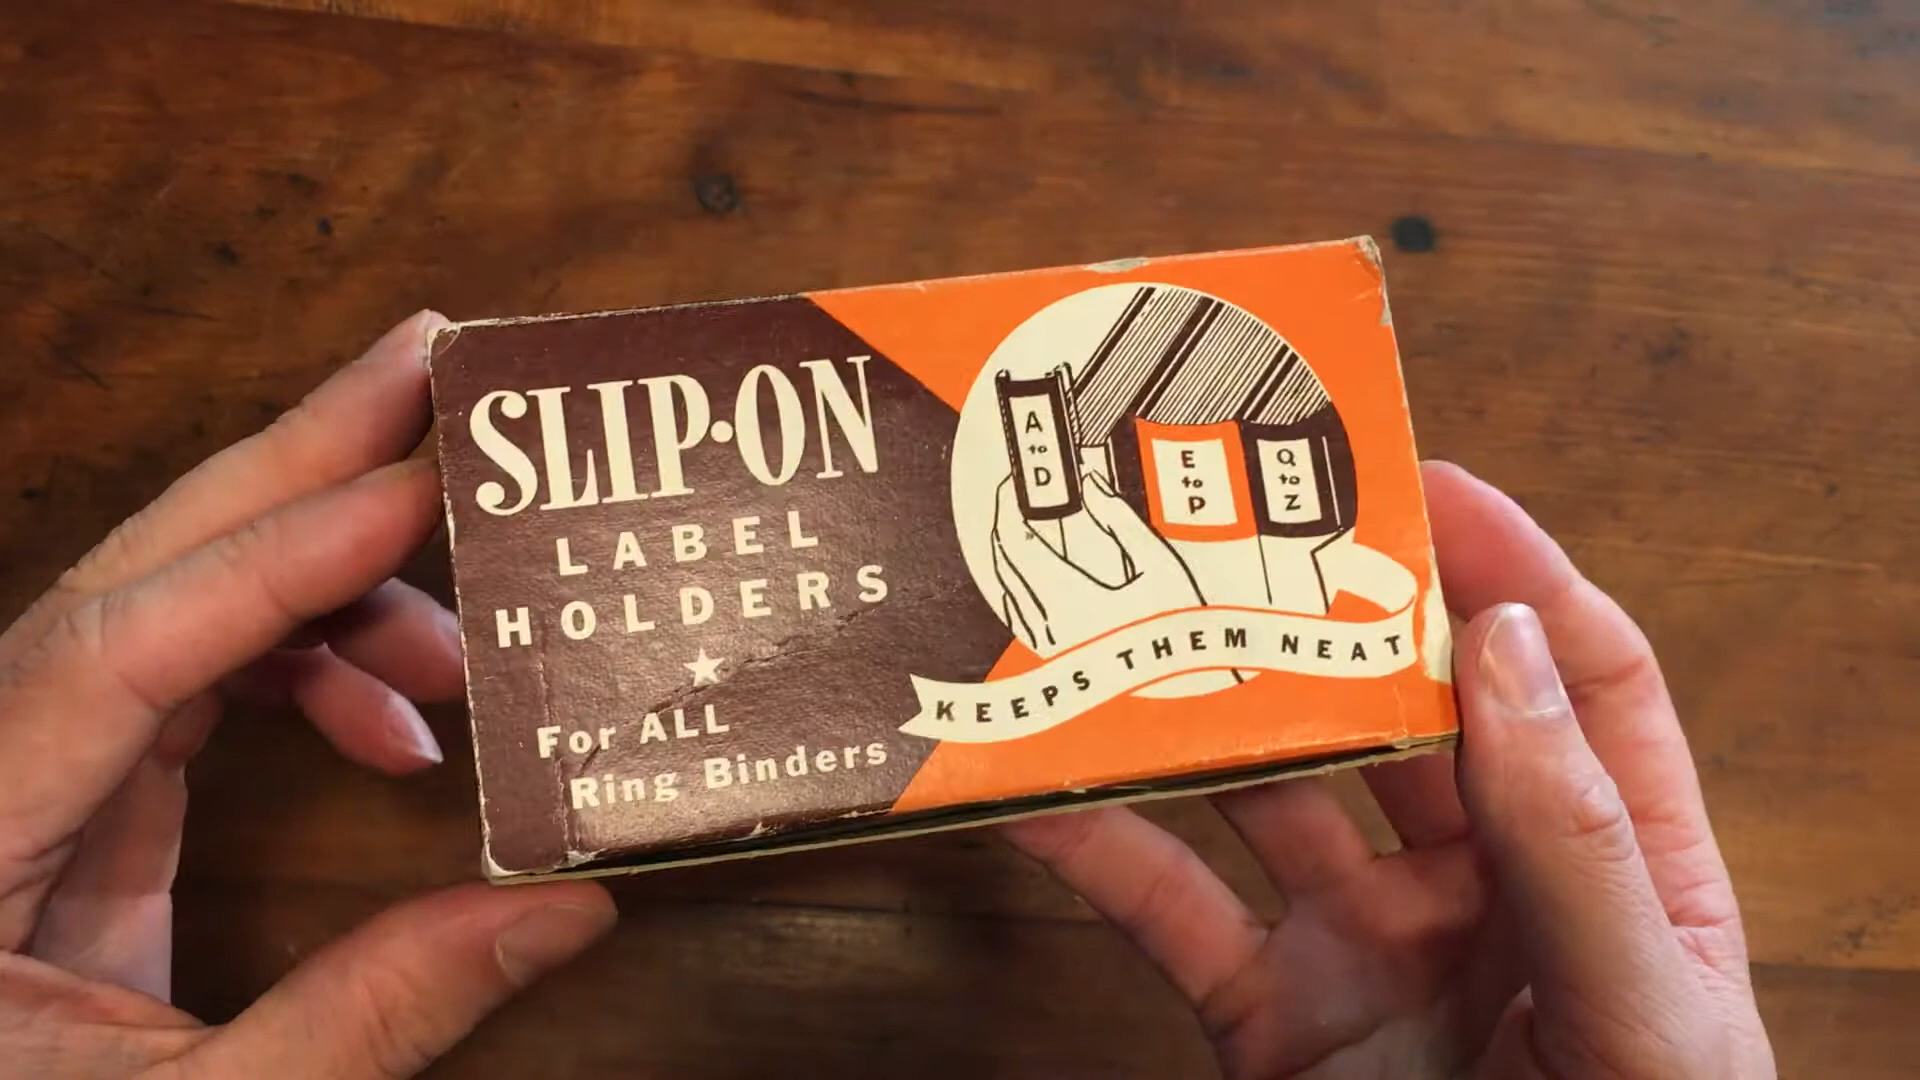 SLIP·ON
LABEL
HOLDERS
For ALL
Ring Binders
A
to
D
E
to
P
Q
to
Z
KEEPS THEM NEAT